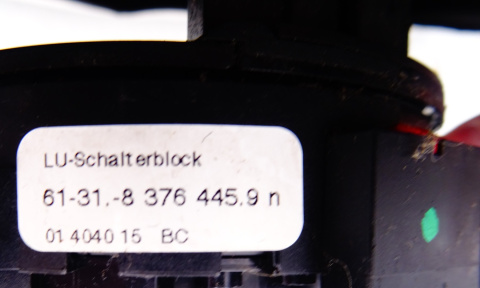 LU-Schalterblock
61-31.-8 376 445.9 n
01 4040 15 BC